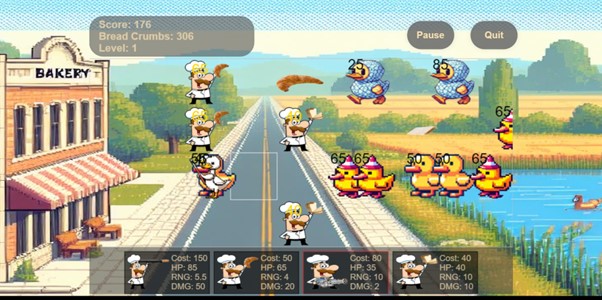 Score: 176
Bread Crumbs: 306
Level: 1
Pause
Quit
BAKERY
25
85
65
65
65
50
50
65
Cost: 150
HP: 85
RNG: 5.5
DMG: 50
Cost: 50
HP: 65
RNG: 4
DMG: 20
Cost: 80
HP: 35
RNG: 10
DMG: 2
Cost: 40
HP: 40
RNG: 10
DMG: 10